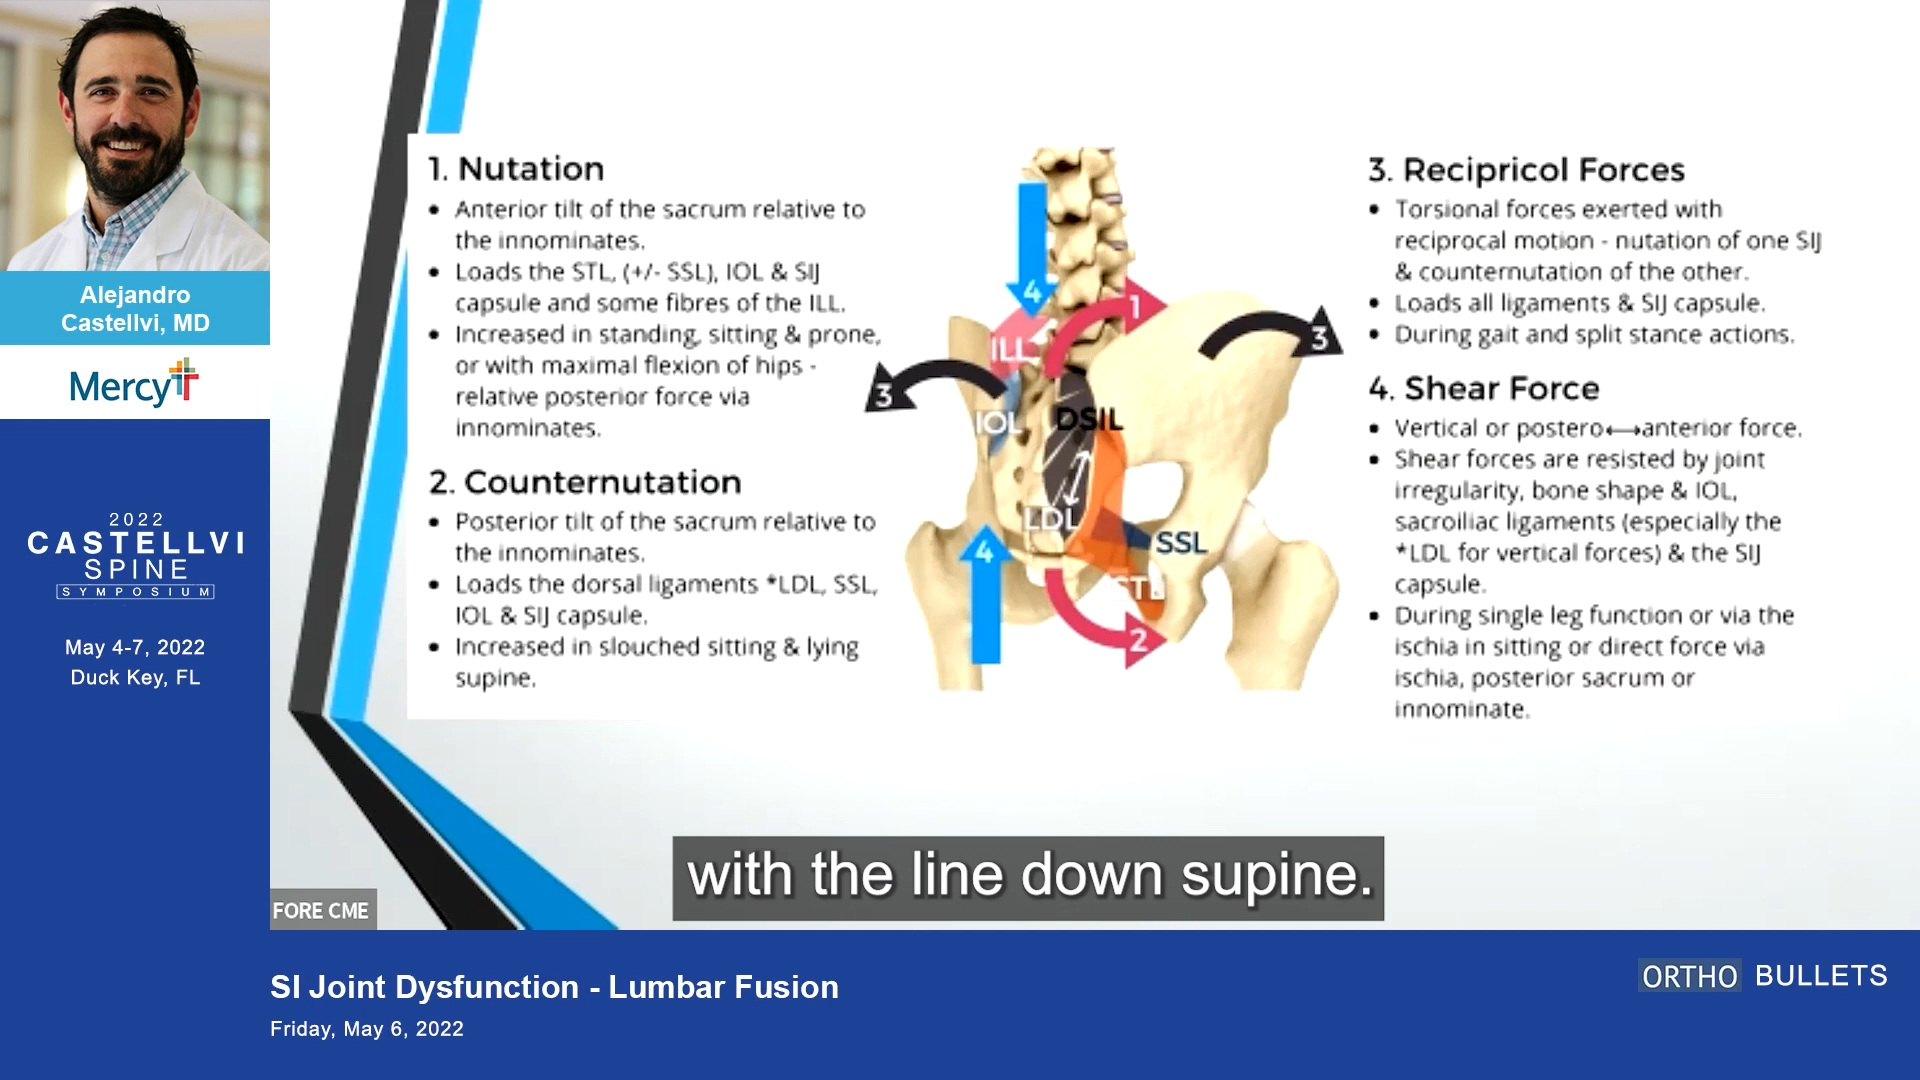 Alejandro
Castellvi, MD
Mercy
2022
CASTELLVI
SPINE
SYMPOSIUM
May 4-7, 2022
Duck Key, FL
1. Nutation
• Anterior tilt of the sacrum relative to
the innominates.
• Loads the STL, (+/- SSL), IOL & SIJ
capsule and some fibres of the ILL.
• Increased in standing, sitting & prone,
or with maximal flexion of hips -
relative posterior force via
innominates.
2. Counternutation
• Posterior tilt of the sacrum relative to
the innominates.
• Loads the dorsal ligaments *LDL, SSL,
IOL & SIJ capsule.
• Increased in slouched sitting & lying
supine.
4
1
ILL
3
3
IOL
DSIL
LDL
4
SSL
STL
2
3. Recipricol Forces
• Torsional forces exerted with
reciprocal motion - nutation of one SIJ
& counternutation of the other.
• Loads all ligaments & SIJ capsule.
• During gait and split stance actions.
4. Shear Force
• Vertical or postero⟷anterior force.
• Shear forces are resisted by joint
irregularity, bone shape & IOL,
sacroiliac ligaments (especially the
*LDL for vertical forces) & the SIJ
capsule.
• During single leg function or via the
ischia in sitting or direct force via
ischia, posterior sacrum or
innominate.
with the line down supine.
FORE CME
SI Joint Dysfunction - Lumbar Fusion
Friday, May 6, 2022
ORTHO BULLETS